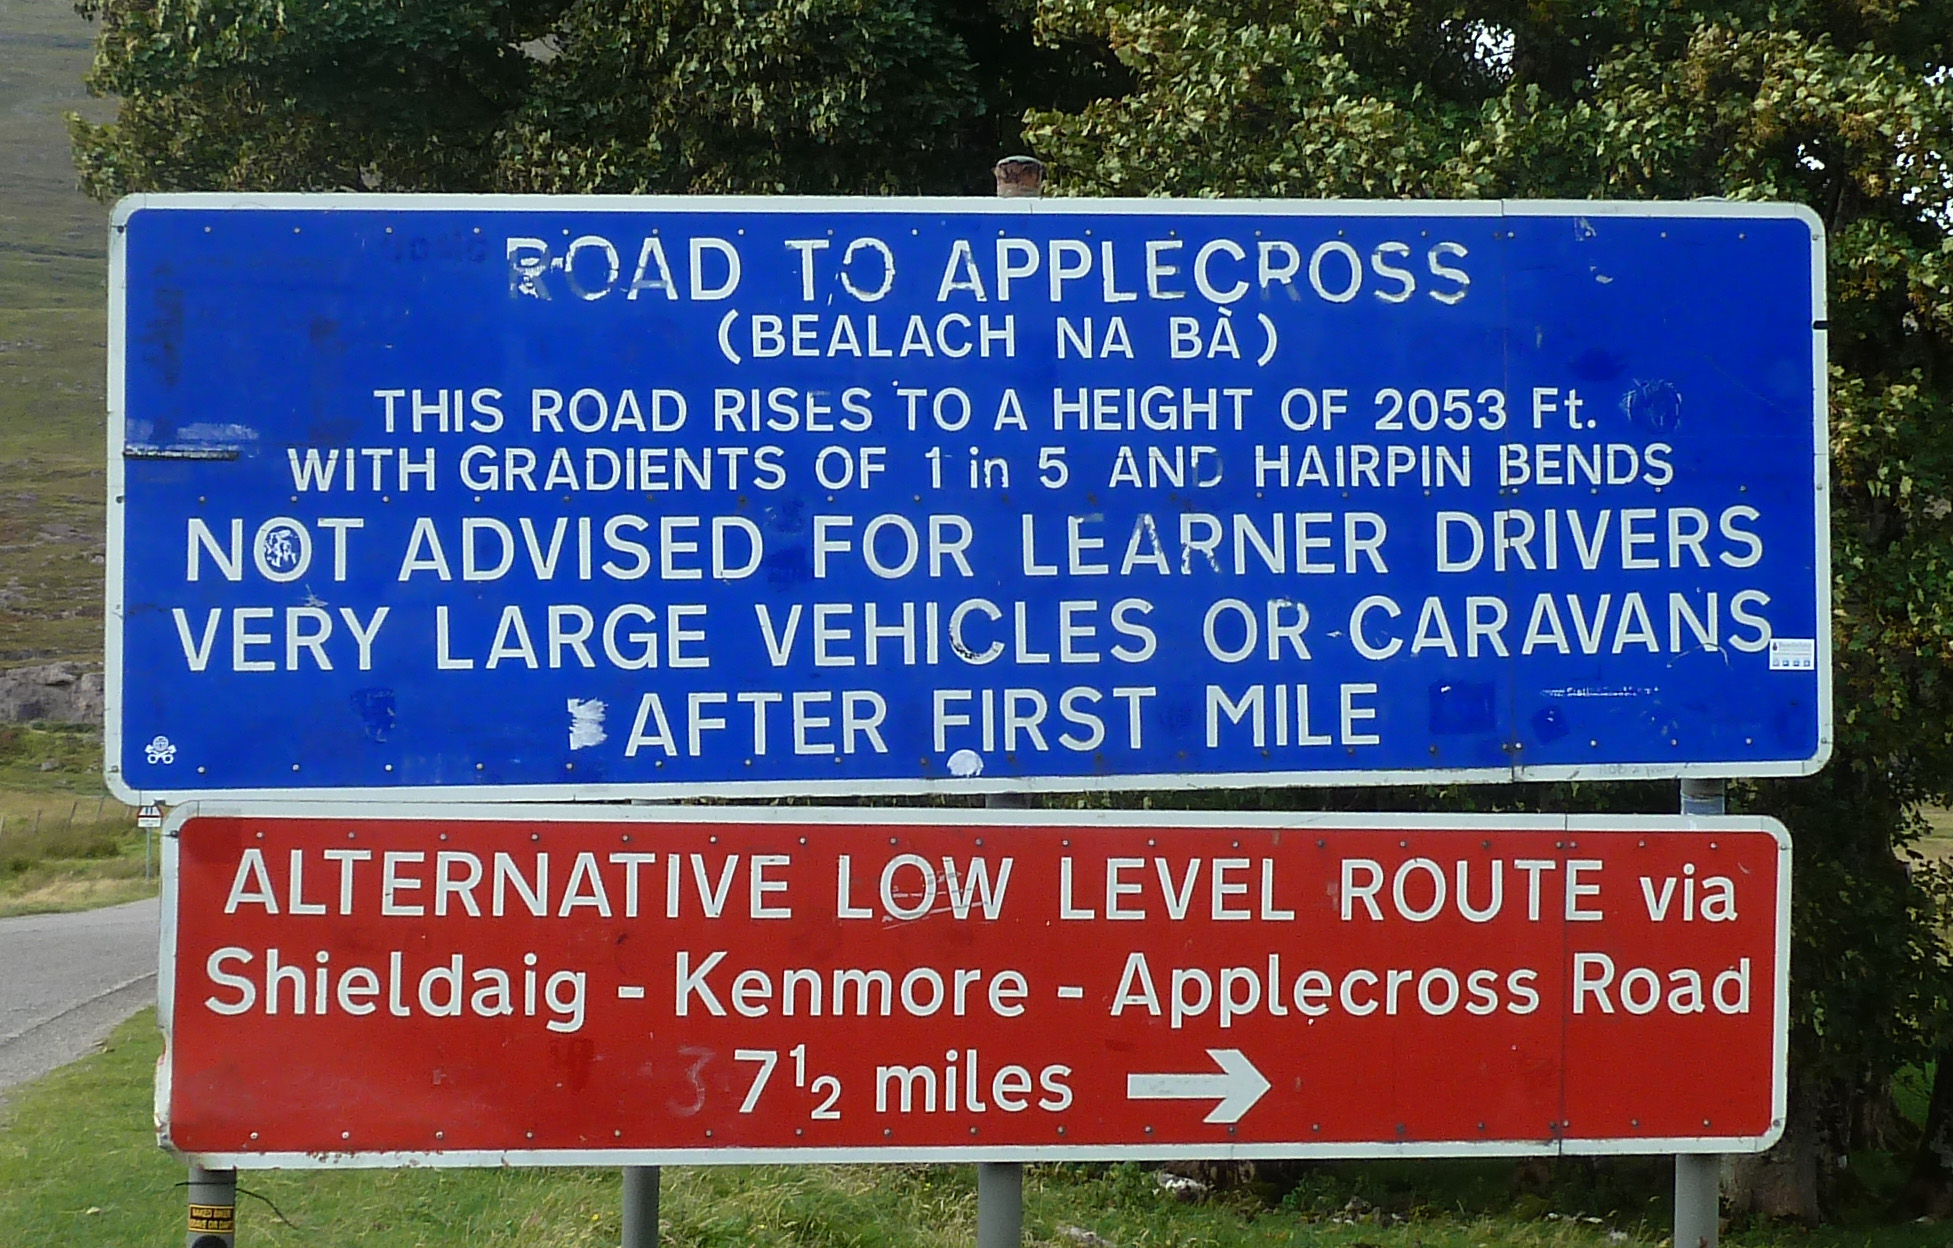 ROAD TO APPLECROSS
(BEALACH NA BÀ)
THIS ROAD RISES TO A HEIGHT OF 2053 Ft.
WITH GRADIENTS OF 1 in 5 AND HAIRPIN BENDS
NOT ADVISED FOR LEARNER DRIVERS
VERY LARGE VEHICLES OR CARAVANS
AFTER FIRST MILE
ALTERNATIVE LOW LEVEL ROUTE via
Shieldaig - Kenmore - Applecross Road
7½ miles →